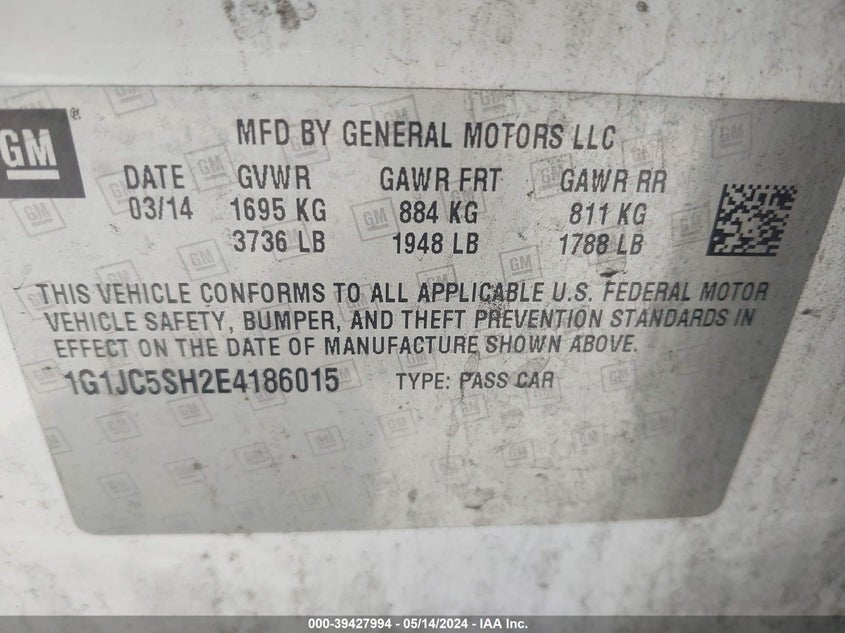 GM
MFD BY GENERAL MOTORS LLC
DATE GVWR GAWR FRT GAWR RR
03/14 1695 KG 884 KG 811 KG
3736 LB 1948 LB 1788 LB
THIS VEHICLE CONFORMS TO ALL APPLICABLE U.S. FEDERAL MOTOR
VEHICLE SAFETY, BUMPER, AND THEFT PREVENTION STANDARDS IN
EFFECT ON THE DATE OF MANUFACTURE SHOWN ABOVE.
1G1JC5SH2E4186015 TYPE: PASS CAR
000-39427994 - 05/14/2024 - IAA Inc.